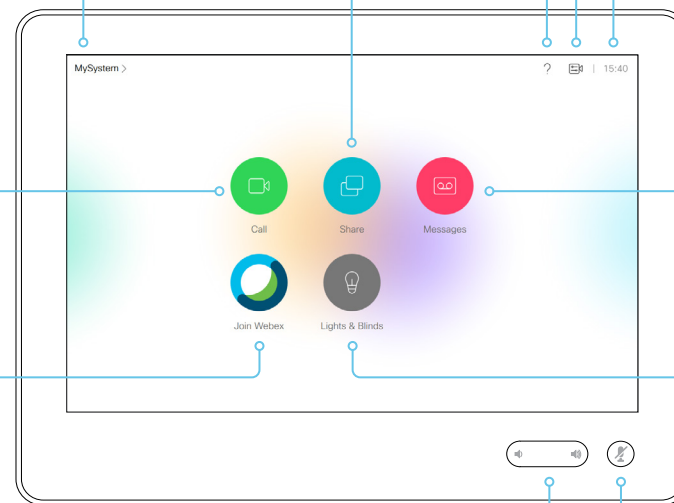 MySystem >
? | 15:40
Call Share Messages
Join Webex Lights & Blinds